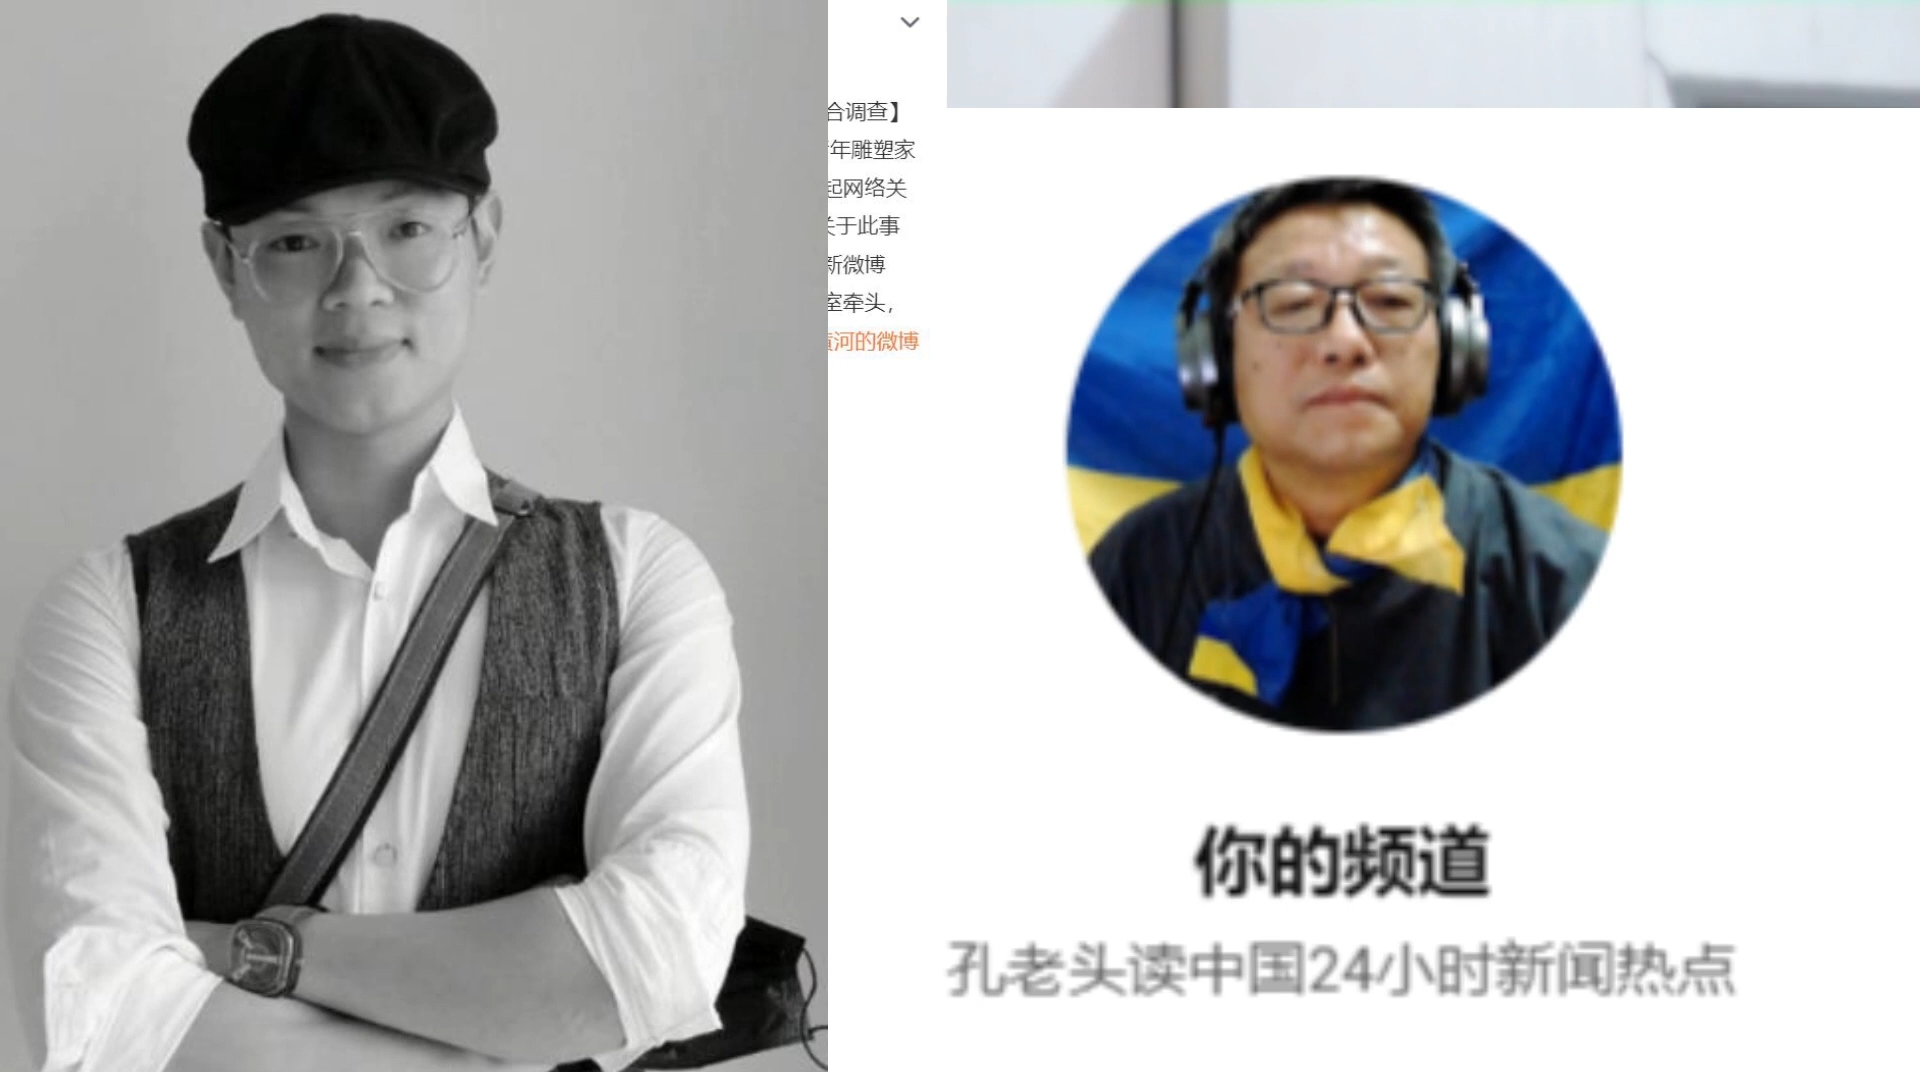 合调查】
年雕塑家
起网络关
关于此事
新微博
室牵头，
河的微博
你的频道
孔老头读中国24小时新闻热点